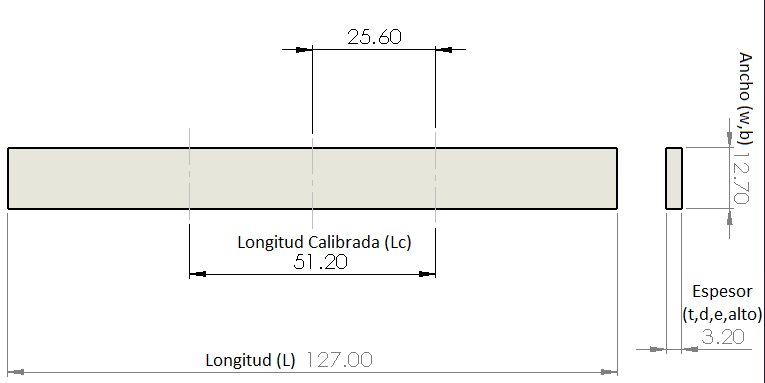 25.60
Ancho (w,b)
12.70
Longitud Calibrada (Lc)
51.20
Espesor
(t,d,e,alto)
3.20
Longitud (L) 127.00